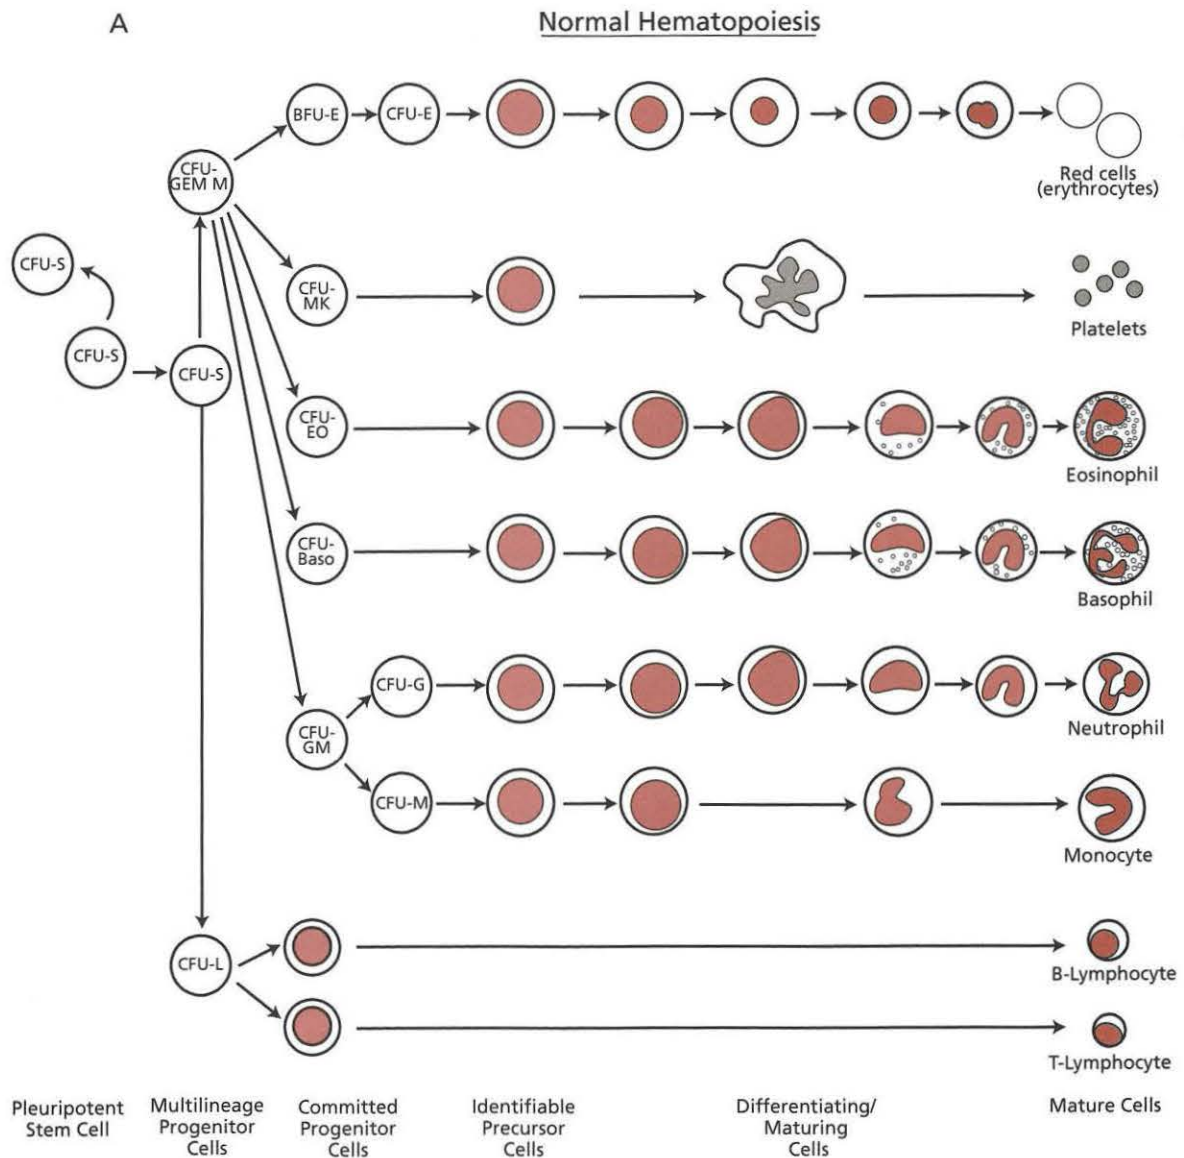 A
Normal Hematopoiesis
BFU-E
CFU-E
Red cells
(erythrocytes)
CFU-
GEM M
CFU-S
CFU-S
CFU-S
CFU-
MK
Platelets
CFU-
EO
Eosinophil
CFU-
Baso
Basophil
CFU-G
Neutrophil
CFU-
GM
CFU-M
Monocyte
CFU-L
B-Lymphocyte
T-Lymphocyte
Pleuripotent
Stem Cell
Multilineage
Progenitor
Cells
Committed
Progenitor
Cells
Identifiable
Precursor
Cells
Differentiating/
Maturing
Cells
Mature Cells